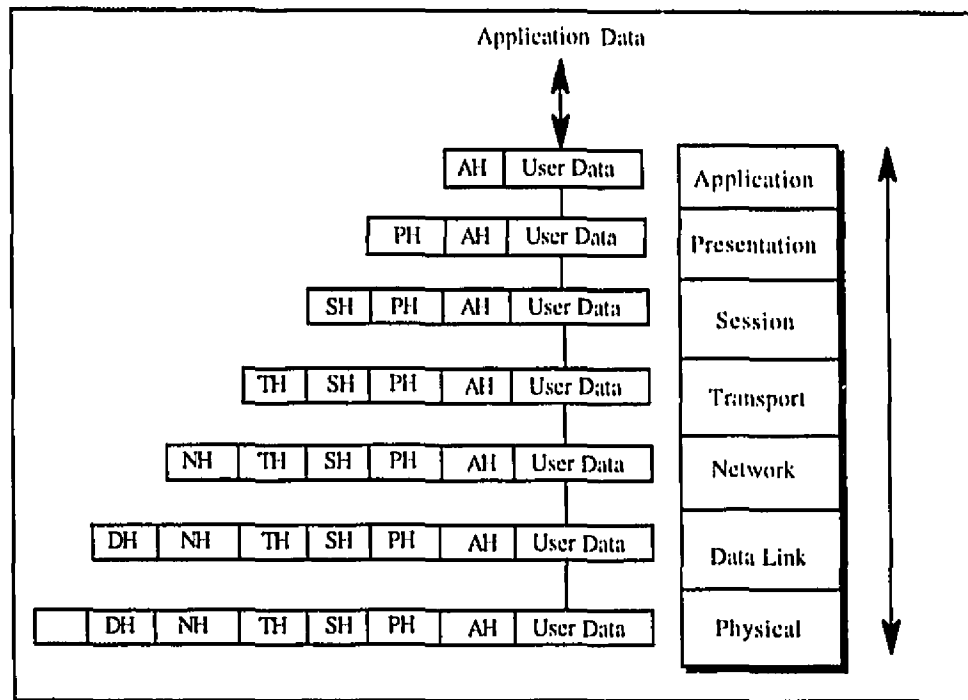 Application Data
AH User Data Application
PH AH User Data Presentation
SH PH AH User Data Session
TH SH PH AH User Data Transport
NH TH SH PH AH User Data Network
DH NH TH SH PH AH User Data Data Link
DH NH TH SH PH AH User Data Physical